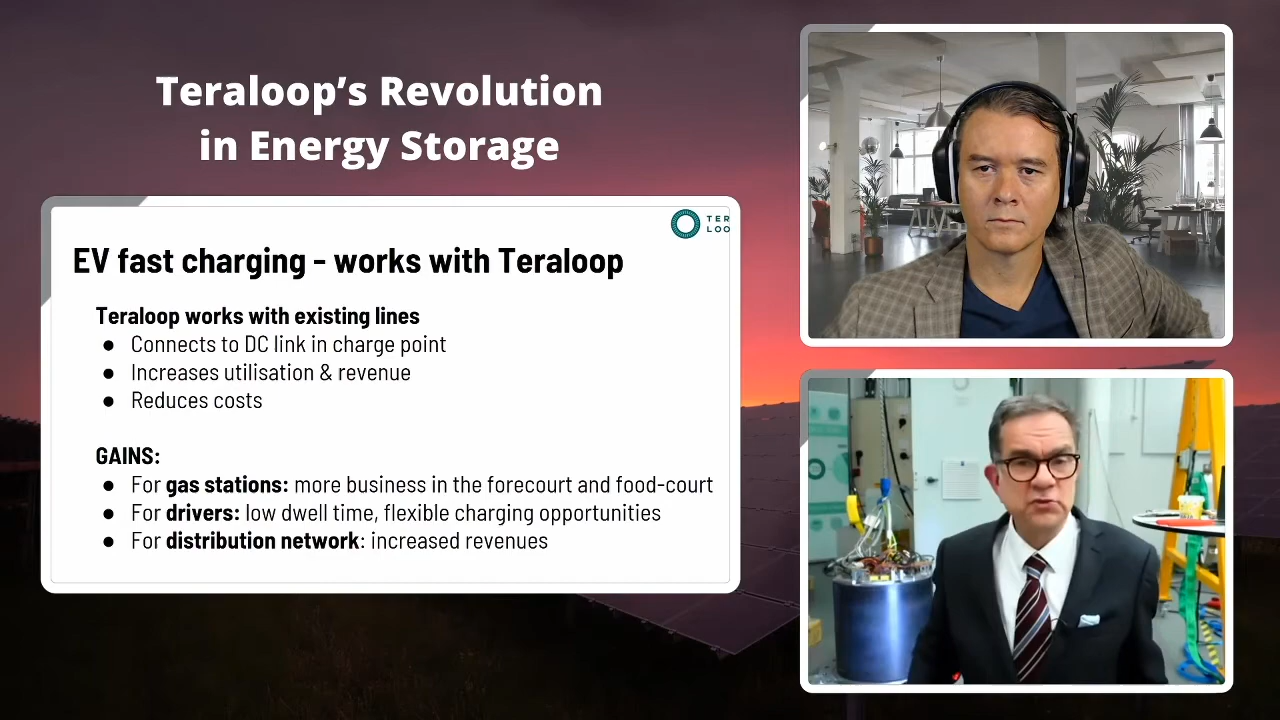 Teraloop’s Revolution
in Energy Storage
TER
LOO
EV fast charging - works with Teraloop
Teraloop works with existing lines
● Connects to DC link in charge point
● Increases utilisation & revenue
● Reduces costs
GAINS:
● For gas stations: more business in the forecourt and food-court
● For drivers: low dwell time, flexible charging opportunities
● For distribution network: increased revenues